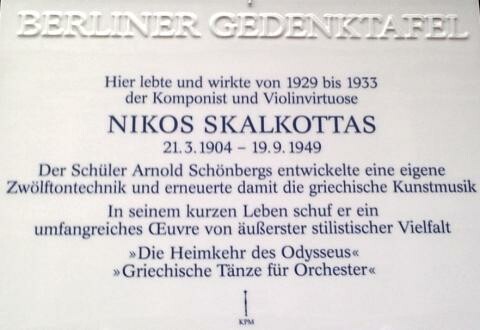 BERLINER GEDENKTAFEL
Hier lebte und wirkte von 1929 bis 1933
der Komponist und Violinvirtuose
NIKOS SKALKOTTAS
21.3.1904 – 19.9.1949
Der Schüler Arnold Schönbergs entwickelte eine eigene
Zwölftontechnik und erneuerte damit die griechische Kunstmusik
In seinem kurzen Leben schuf er ein
umfangreiches Œuvre von äußerster stilistischer Vielfalt
»Die Heimkehr des Odysseus«
»Griechische Tänze für Orchester«
KPM